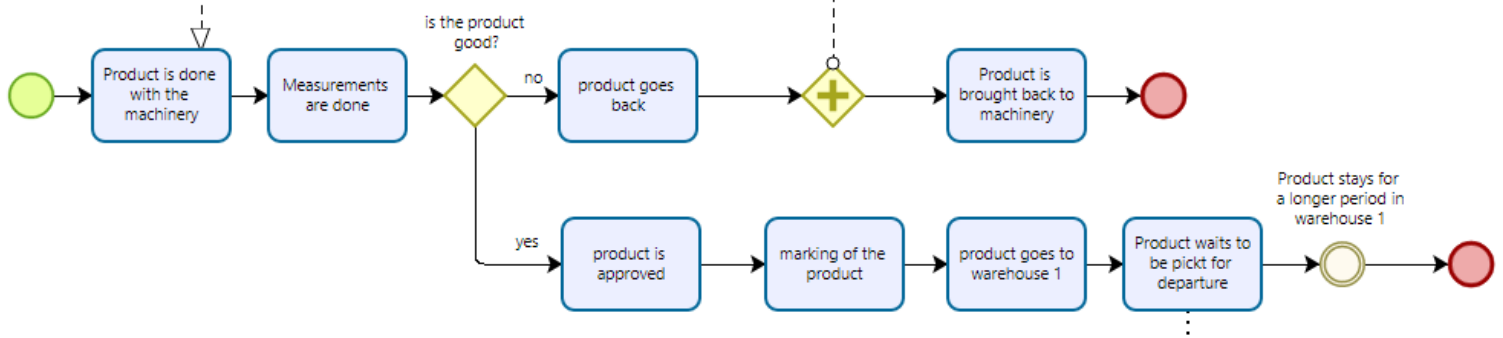 is the product
good?
Product is done
with the
machinery
Measurements
are done
no
product goes
back
Product is
brought back to
machinery
Product stays for
a longer period in
warehouse 1
yes
product is
approved
marking of the
product
product goes to
warehouse 1
Product waits to
be pickt for
departure